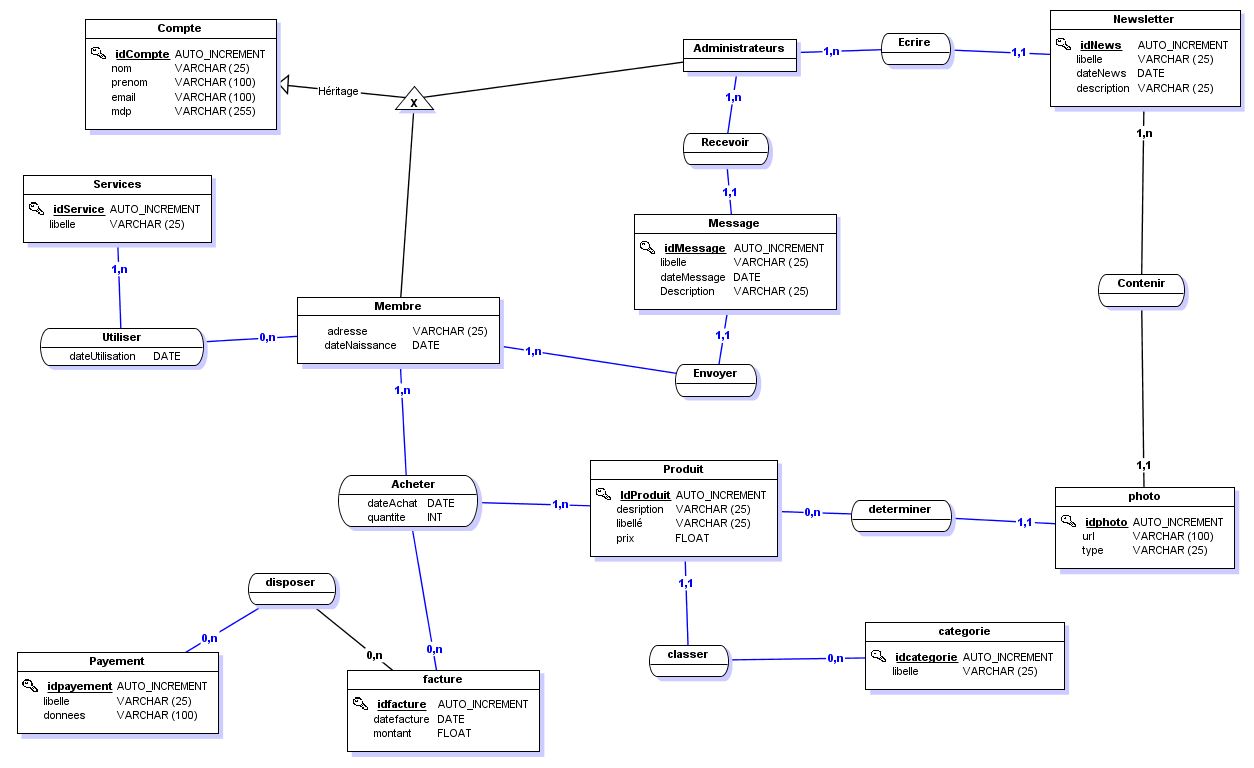 Compte
idCompte AUTO_INCREMENT
nom VARCHAR (25)
prenom VARCHAR (100)
email VARCHAR (100)
mdp VARCHAR (255)
Héritage
X
Administrateurs
1,n
Ecrire
1,1
Newsletter
idNews AUTO_INCREMENT
libelle VARCHAR (25)
dateNews DATE
description VARCHAR (25)
1,n
Recevoir
1,1
1,n
Services
idService AUTO_INCREMENT
libelle VARCHAR (25)
1,n
Message
idMessage AUTO_INCREMENT
libelle VARCHAR (25)
dateMessage DATE
Description VARCHAR (25)
Contenir
Utiliser
dateUtilisation DATE
0,n
Membre
adresse VARCHAR (25)
dateNaissance DATE
1,n
1,1
Envoyer
1,n
1,1
Acheter
dateAchat DATE
quantite INT
1,n
Produit
IdProduit AUTO_INCREMENT
desription VARCHAR (25)
libellé VARCHAR (25)
prix FLOAT
0,n
determiner
1,1
photo
idphoto AUTO_INCREMENT
url VARCHAR (100)
type VARCHAR (25)
disposer
0,n
0,n
0,n
1,1
classer
0,n
categorie
idcategorie AUTO_INCREMENT
libelle VARCHAR (25)
Payement
idpayement AUTO_INCREMENT
libelle VARCHAR (25)
donnees VARCHAR (100)
facture
idfacture AUTO_INCREMENT
datefacture DATE
montant FLOAT